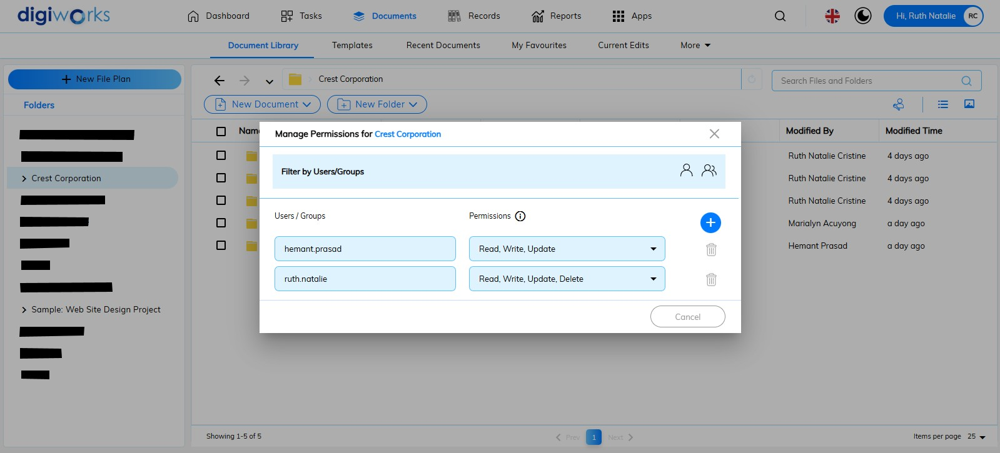 digiworks
Dashboard
Tasks
Documents
Records
Reports
Apps
Hi, Ruth Natalie
RC
Document Library
Templates
Recent Documents
My Favourites
Current Edits
More
New File Plan
Folders
Crest Corporation
Sample: Web Site Design Project
Crest Corporation
Search Files and Folders
New Document
New Folder
Modified By
Modified Time
Ruth Natalie Cristine
4 days ago
Ruth Natalie Cristine
4 days ago
Ruth Natalie Cristine
4 days ago
Marialyn Acuyong
a day ago
Hemant Prasad
a day ago
Manage Permissions for Crest Corporation
Filter by Users/Groups
Users / Groups
Permissions
hemant.prasad
Read, Write, Update
ruth.natalie
Read, Write, Update, Delete
Cancel
Showing 1-5 of 5
Prev
1
Next
Items per page
25